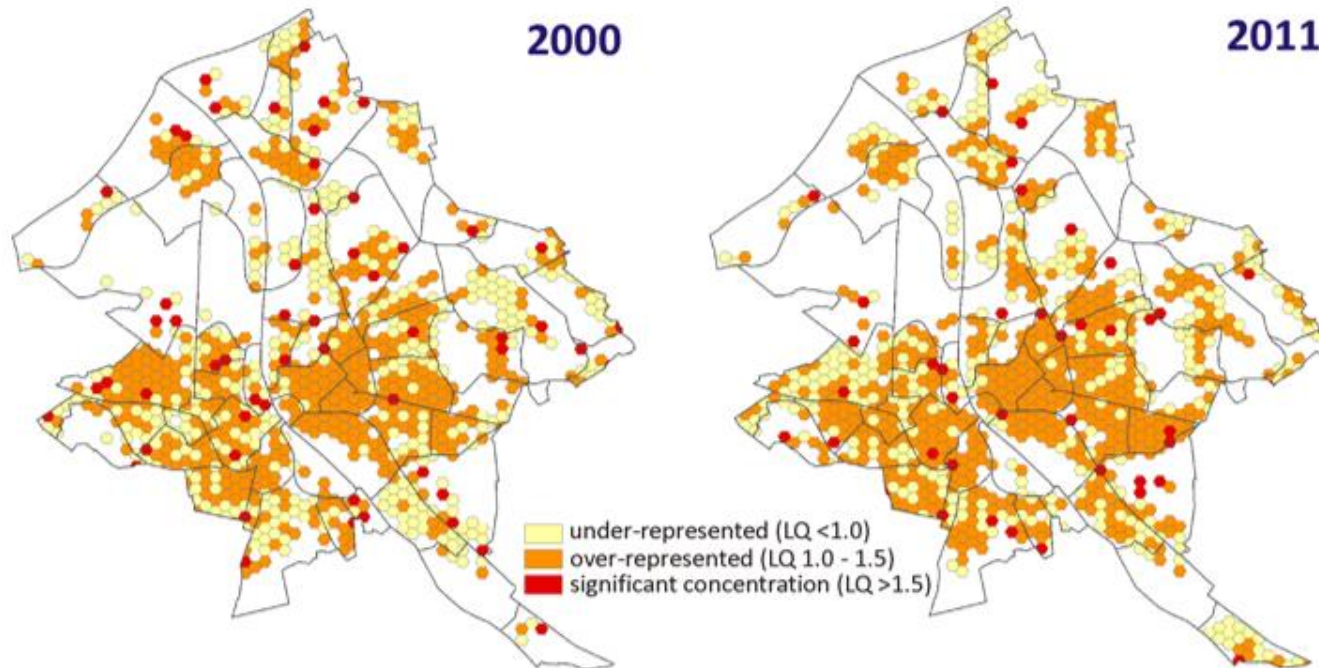 2000
2011
under-represented (LQ <1.0)
over-represented (LQ 1.0 - 1.5)
significant concentration (LQ >1.5)